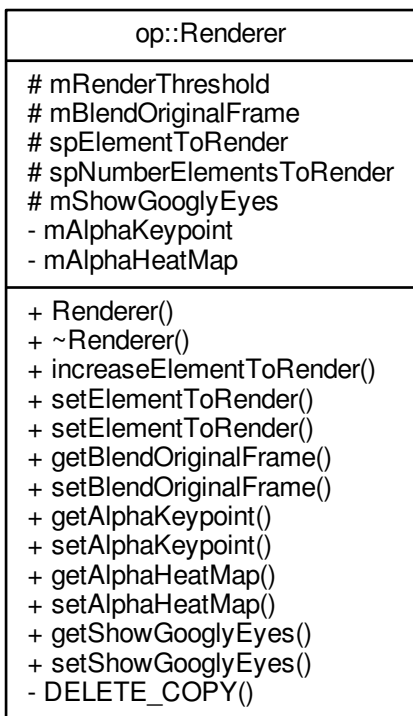 op::Renderer
# mRenderThreshold
# mBlendOriginalFrame
# spElementToRender
# spNumberElementsToRender
# mShowGooglyEyes
- mAlphaKeypoint
- mAlphaHeatMap
+ Renderer()
+ ~Renderer()
+ increaseElementToRender()
+ setElementToRender()
+ setElementToRender()
+ getBlendOriginalFrame()
+ setBlendOriginalFrame()
+ getAlphaKeypoint()
+ setAlphaKeypoint()
+ getAlphaHeatMap()
+ setAlphaHeatMap()
+ getShowGooglyEyes()
+ setShowGooglyEyes()
- DELETE_COPY()